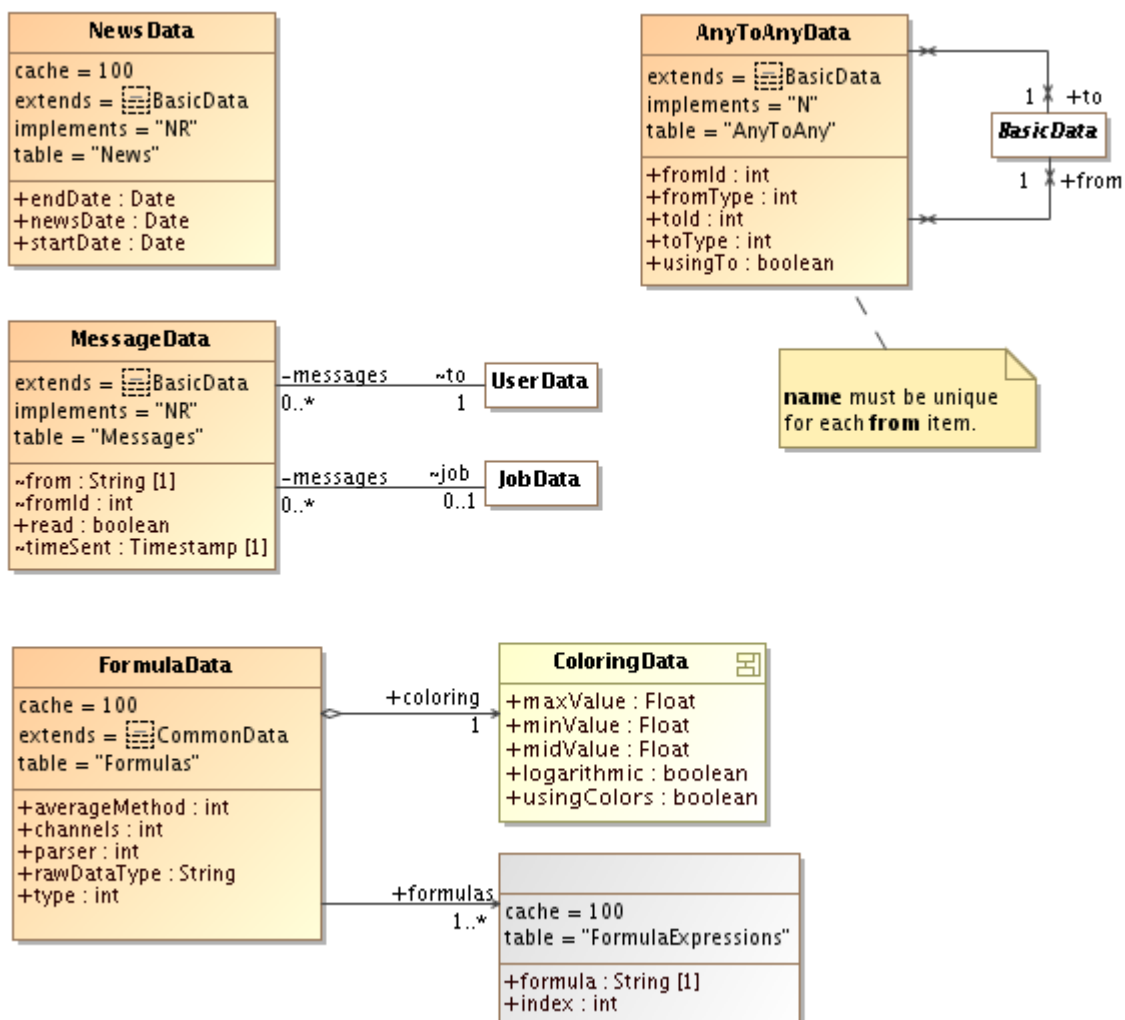 NewsData
cache = 100
extends = BasicData
implements = "NR"
table = "News"
+endDate : Date
+newsDate : Date
+startDate : Date
AnyToAnyData
extends = BasicData
implements = "N"
table = "AnyToAny"
+fromId : int
+fromType : int
+toId : int
+toType : int
+usingTo : boolean
1 +to
BasicData
1 +from
name must be unique
for each from item.
MessageData
extends = BasicData
implements = "NR"
table = "Messages"
~from : String [1]
~fromId : int
+read : boolean
~timeSent : Timestamp [1]
-messages ~to
0..* 1
UserData
-messages ~job
0..* 0..1
JobData
FormulaData
cache = 100
extends = CommonData
table = "Formulas"
+averageMethod : int
+channels : int
+parser : int
+rawDataType : String
+type : int
+coloring
1
ColoringData
+maxValue : Float
+minValue : Float
+midValue : Float
+logarithmic : boolean
+usingColors : boolean
+formulas
1..*
cache = 100
table = "FormulaExpressions"
+formula : String [1]
+index : int